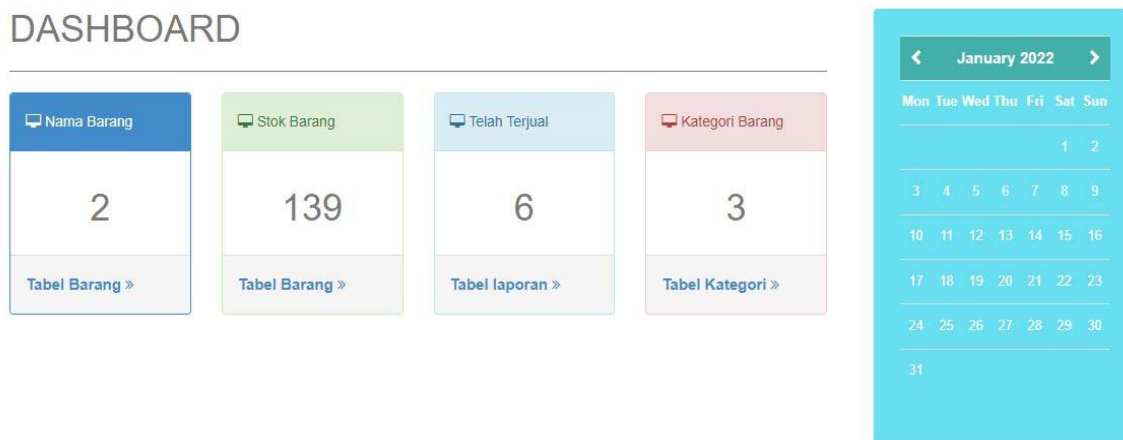 DASHBOARD
Nama Barang
2
Tabel Barang »
Stok Barang
139
Tabel Barang »
Telah Terjual
6
Tabel laporan »
Kategori Barang
3
Tabel Kategori »
January 2022
Mon Tue Wed Thu Fri Sat Sun
1 2
3 4 5 6 7 8 9
10 11 12 13 14 15 16
17 18 19 20 21 22 23
24 25 26 27 28 29 30
31